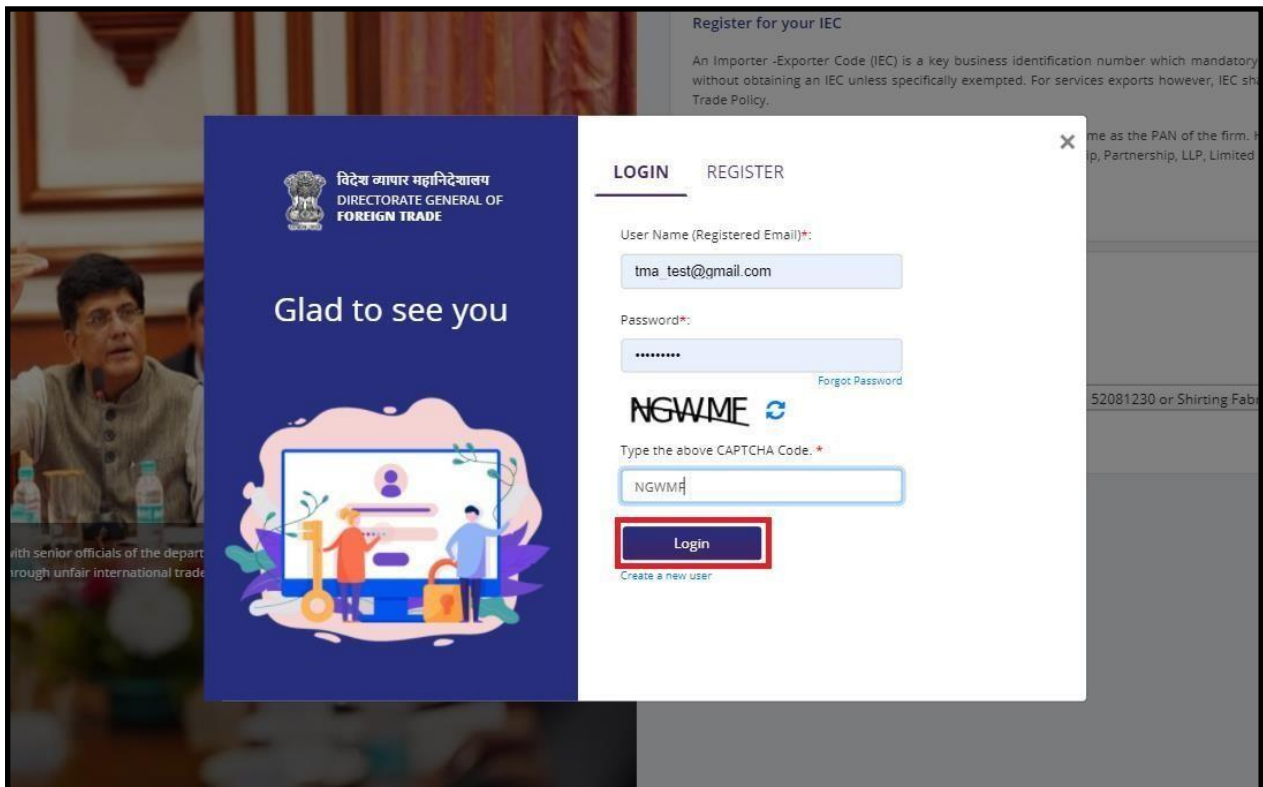 Register for your IEC
An Importer -Exporter Code (IEC) is a key business identification number which mandatory
without obtaining an IEC unless specifically exempted. For services exports however, IEC sha
Trade Policy.
me as the PAN of the firm. H
ip, Partnership, LLP, Limited
विदेश व्यापार महानिदेशालय
DIRECTORATE GENERAL OF
FOREIGN TRADE
Glad to see you
LOGIN REGISTER
User Name (Registered Email)*:
tma_test@gmail.com
Password*:
•••••••••
Forgot Password
NGWMF
Type the above CAPTCHA Code. *
NGWMF
Login
Create a new user
52081230 or Shirting Fabr
with senior officials of the depart
hrough unfair international trade